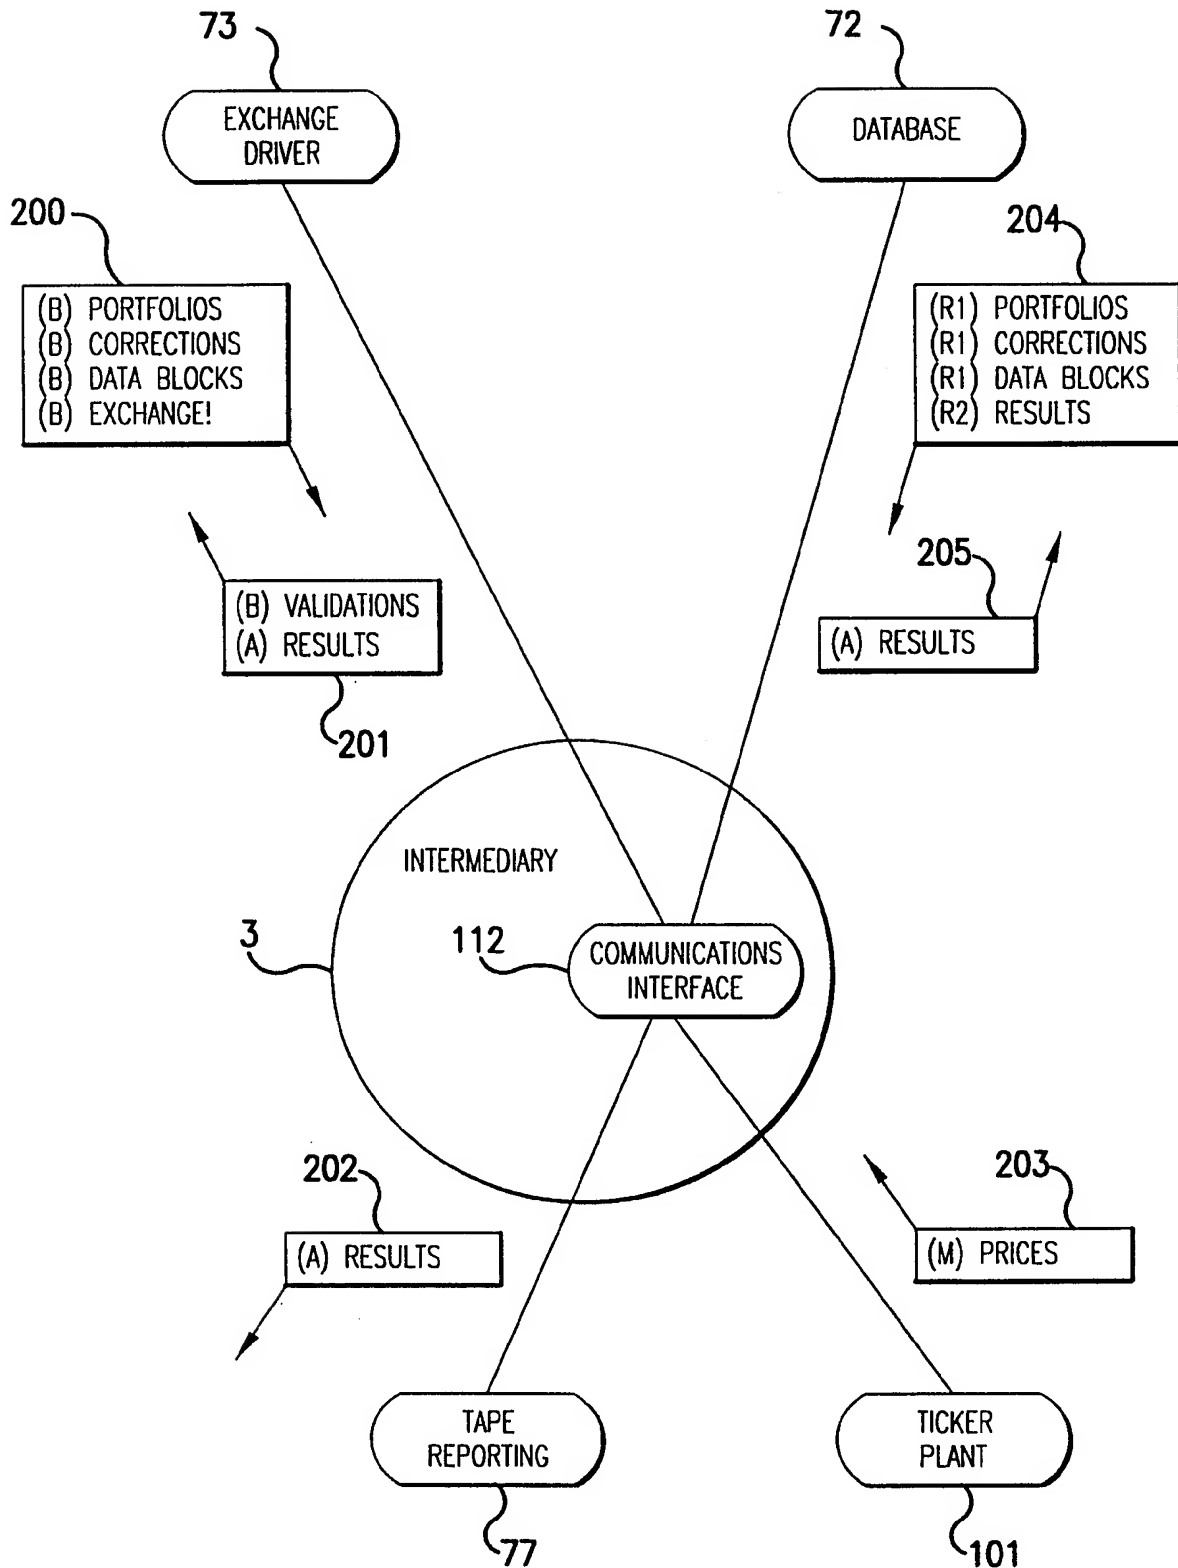 73
72
EXCHANGE
DRIVER
DATABASE
200
204
(B) PORTFOLIOS
(B) CORRECTIONS
(B) DATA BLOCKS
(B) EXCHANGE!
(R1) PORTFOLIOS
(R1) CORRECTIONS
(R1) DATA BLOCKS
(R2) RESULTS
205
(B) VALIDATIONS
(A) RESULTS
(A) RESULTS
201
INTERMEDIARY
3
112
COMMUNICATIONS
INTERFACE
202
203
(A) RESULTS
(M) PRICES
TAPE
REPORTING
TICKER
PLANT
77
101